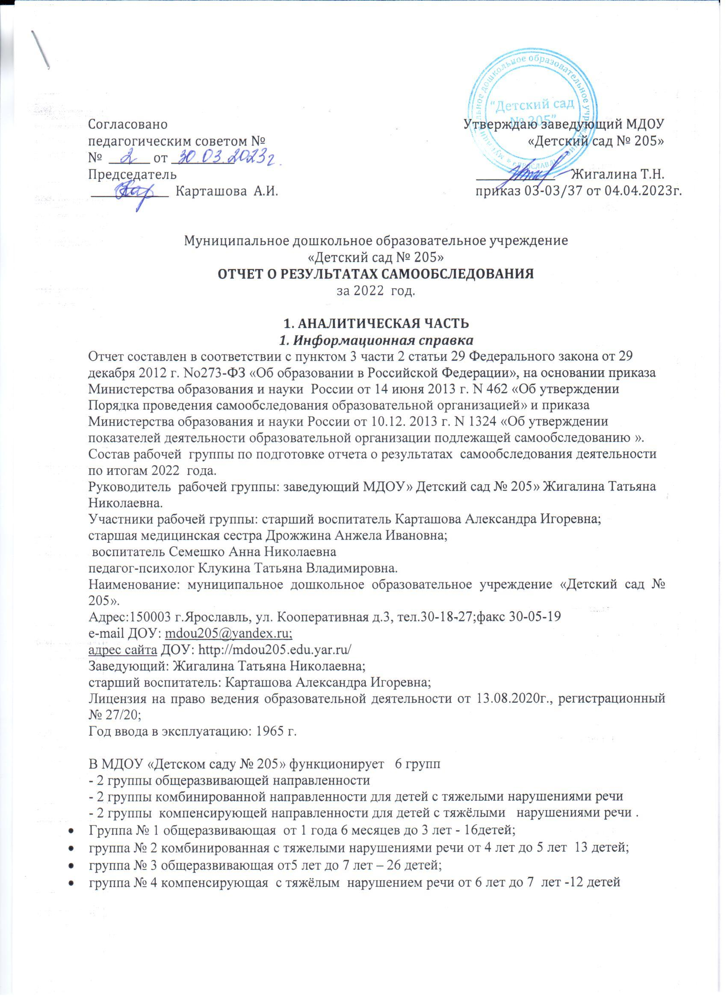 Муниципальное дошкольное образовательное учреждение * г.ЯРОСЛАВЛЬ *
“Детский сад
№ 205”
Согласовано
педагогическим советом №
№ 2 от 30.03.2023г.
Председатель
Карташова А.И.
Утверждаю заведующий МДОУ
«Детский сад № 205»
Жигалина Т.Н.
приказ 03-03/37 от 04.04.2023г.
Муниципальное дошкольное образовательное учреждение
«Детский сад № 205»
ОТЧЕТ О РЕЗУЛЬТАТАХ САМООБСЛЕДОВАНИЯ
за 2022 год.
1. АНАЛИТИЧЕСКАЯ ЧАСТЬ
1. Информационная справка
Отчет составлен в соответствии с пунктом 3 части 2 статьи 29 Федерального закона от 29
декабря 2012 г. No273-ФЗ «Об образовании в Российской Федерации», на основании приказа
Министерства образования и науки России от 14 июня 2013 г. N 462 «Об утверждении
Порядка проведения самообследования образовательной организацией» и приказа
Министерства образования и науки России от 10.12. 2013 г. N 1324 «Об утверждении
показателей деятельности образовательной организации подлежащей самообследованию ».
Состав рабочей группы по подготовке отчета о результатах самообследования деятельности
по итогам 2022 года.
Руководитель рабочей группы: заведующий МДОУ» Детский сад № 205» Жигалина Татьяна
Николаевна.
Участники рабочей группы: старший воспитатель Карташова Александра Игоревна;
старшая медицинская сестра Дрожжина Анжела Ивановна;
воспитатель Семешко Анна Николаевна
педагог-психолог Клукина Татьяна Владимировна.
Наименование: муниципальное дошкольное образовательное учреждение «Детский сад №
205».
Адрес:150003 г.Ярославль, ул. Кооперативная д.3, тел.30-18-27;факс 30-05-19
e-mail ДОУ: mdou205@yandex.ru;
адрес сайта ДОУ: http://mdou205.edu.yar.ru/
Заведующий: Жигалина Татьяна Николаевна;
старший воспитатель: Карташова Александра Игоревна;
Лицензия на право ведения образовательной деятельности от 13.08.2020г., регистрационный
№ 27/20;
Год ввода в эксплуатацию: 1965 г.
В МДОУ «Детском саду № 205» функционирует 6 групп
- 2 группы общеразвивающей направленности
- 2 группы комбинированной направленности для детей с тяжелыми нарушениями речи
- 2 группы компенсирующей направленности для детей с тяжёлыми нарушениями речи .
• Группа № 1 общеразвивающая от 1 года 6 месяцев до 3 лет - 16детей;
• группа № 2 комбинированная с тяжелыми нарушениями речи от 4 лет до 5 лет 13 детей;
• группа № 3 общеразвивающая от5 лет до 7 лет – 26 детей;
• группа № 4 компенсирующая с тяжёлым нарушением речи от 6 лет до 7 лет -12 детей